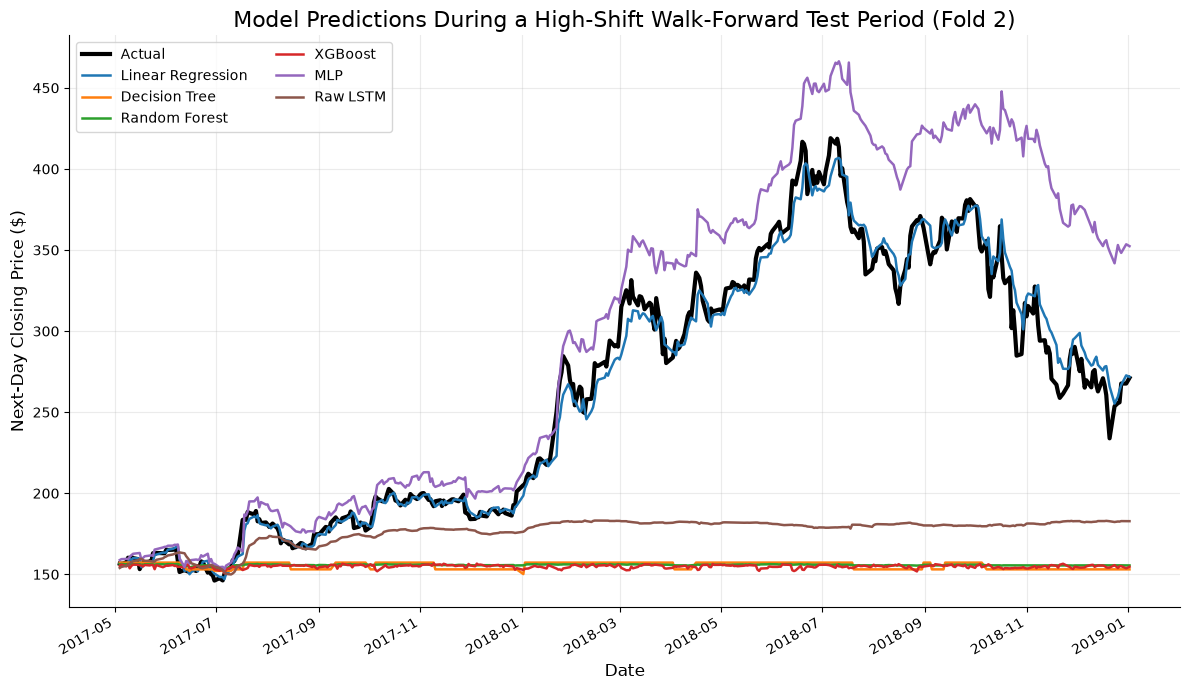 Model Predictions During a High-Shift Walk-Forward Test Period (Fold 2)
Actual
Linear Regression
Decision Tree
Random Forest
XGBoost
MLP
Raw LSTM
Next-Day Closing Price ($)
450
400
350
300
250
200
150
2017-05
2017-07
2017-09
2017-11
2018-01
2018-03
2018-05
2018-07
2018-09
2018-11
2019-01
Date